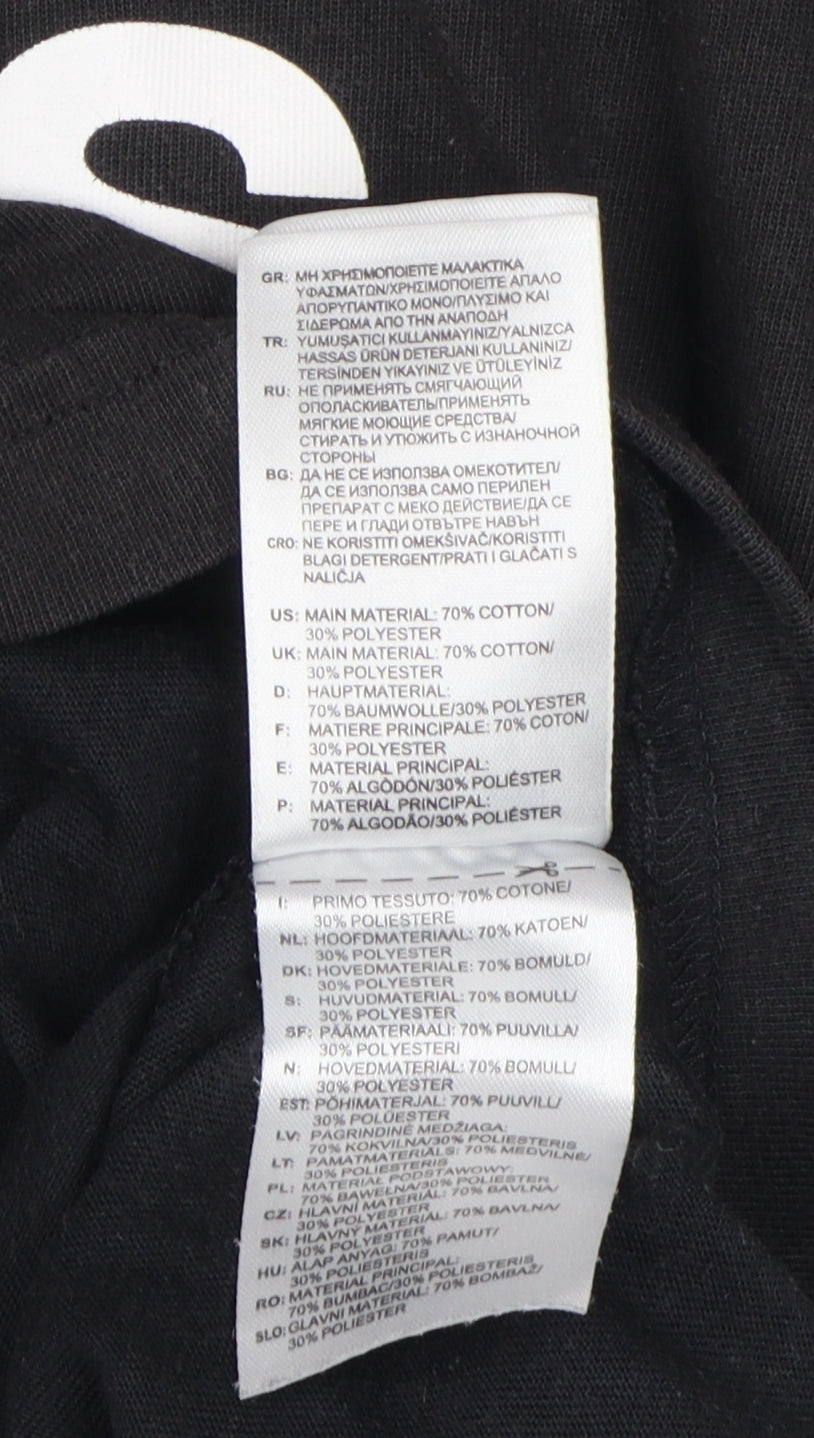 GR: ΜΗ ΧΡΗΣΙΜΟΠΟΙΕΙΤΕ ΜΑΛΑΚΤΙΚΑ
ΥΦΑΣΜΑΤΩΝ/ΧΡΗΣΙΜΟΠΟΙΕΙΤΕ ΑΠΑΛΟ
ΑΠΟΡΥΠΑΝΤΙΚΟ ΜΟΝΟ/ΠΛΥΣΙΜΟ ΚΑΙ
ΣΙΔΕΡΩΜΑ ΑΠΟ ΤΗΝ ΑΝΑΠΟΔΗ
TR: YUMUŞATICI KULLANMAYINIZ/YALNIZCA
HASSAS ÜRÜN DETERJANI KULLANINIZ/
TERSİNDEN YIKAYINIZ VE ÜTÜLEYİNİZ
RU: НЕ ПРИМЕНЯТЬ СМЯГЧАЮЩИЙ
ОПОЛАСКИВАТЕЛЬ/ПРИМЕНЯТЬ
МЯГКИЕ МОЮЩИЕ СРЕДСТВА/
СТИРАТЬ И УТЮЖИТЬ С ИЗНАНОЧНОЙ
СТОРОНЫ
BG: ДА НЕ СЕ ИЗПОЛЗВА ОМЕКОТИТЕЛ/
ДА СЕ ИЗПОЛЗВА САМО ПЕРИЛЕН
ПРЕПАРАТ С МЕКО ДЕЙСТВИЕ/ДА СЕ
ПЕРЕ И ГЛАДИ ОТВЪТРЕ НАВЪН
CRO: NE KORISTITI OMEKŠIVAČ/KORISTITI
BLAGI DETERGENT/PRATI I GLAČATI S
NALIČJA
US: MAIN MATERIAL: 70% COTTON/
30% POLYESTER
UK: MAIN MATERIAL: 70% COTTON/
30% POLYESTER
D: HAUPTMATERIAL:
70% BAUMWOLLE/30% POLYESTER
F: MATIERE PRINCIPALE: 70% COTON/
30% POLYESTER
E: MATERIAL PRINCIPAL:
70% ALGODÓN/30% POLIÉSTER
P: MATERIAL PRINCIPAL:
70% ALGODÃO/30% POLIÉSTER
I: PRIMO TESSUTO: 70% COTONE/
30% POLIESTERE
NL: HOOFDMATERIAAL: 70% KATOEN/
30% POLYESTER
DK: HOVEDMATERIALE: 70% BOMULD/
30% POLYESTER
S: HUVUDMATERIAL: 70% BOMULL/
30% POLYESTER
SF: PÄÄMATERIAALI: 70% PUUVILLA/
30% POLYESTERI
N: HOVEDMATERIAL: 70% BOMULL/
30% POLYESTER
EST: PÕHIMATERJAL: 70% PUUVILL/
30% POLÜESTER
LV: PAGRINDINĖ MEDŽIAGA:
70% KOKVILNA/30% POLIESTERIS
LT: PAMATMATERIALS: 70% MEDVILNĖ/
30% POLIESTERIS
PL: MATERIAL PODSTAWOWY:
70% BAWEŁNA/30% POLIESTER
CZ: HLAVNÍ MATERIÁL: 70% BAVLNA/
30% POLYESTER
SK: HLAVNÝ MATERIÁL: 70% BAVLNA/
30% POLYESTER
HU: ALAP ANYAG: 70% PAMUT/
30% POLIESTERIS
RO: MATERIAL PRINCIPAL:
70% BUMBAC/30% POLIESTERIS
SLO: GLAVNI MATERIAL: 70% BOMBAŽ/
30% POLIESTER